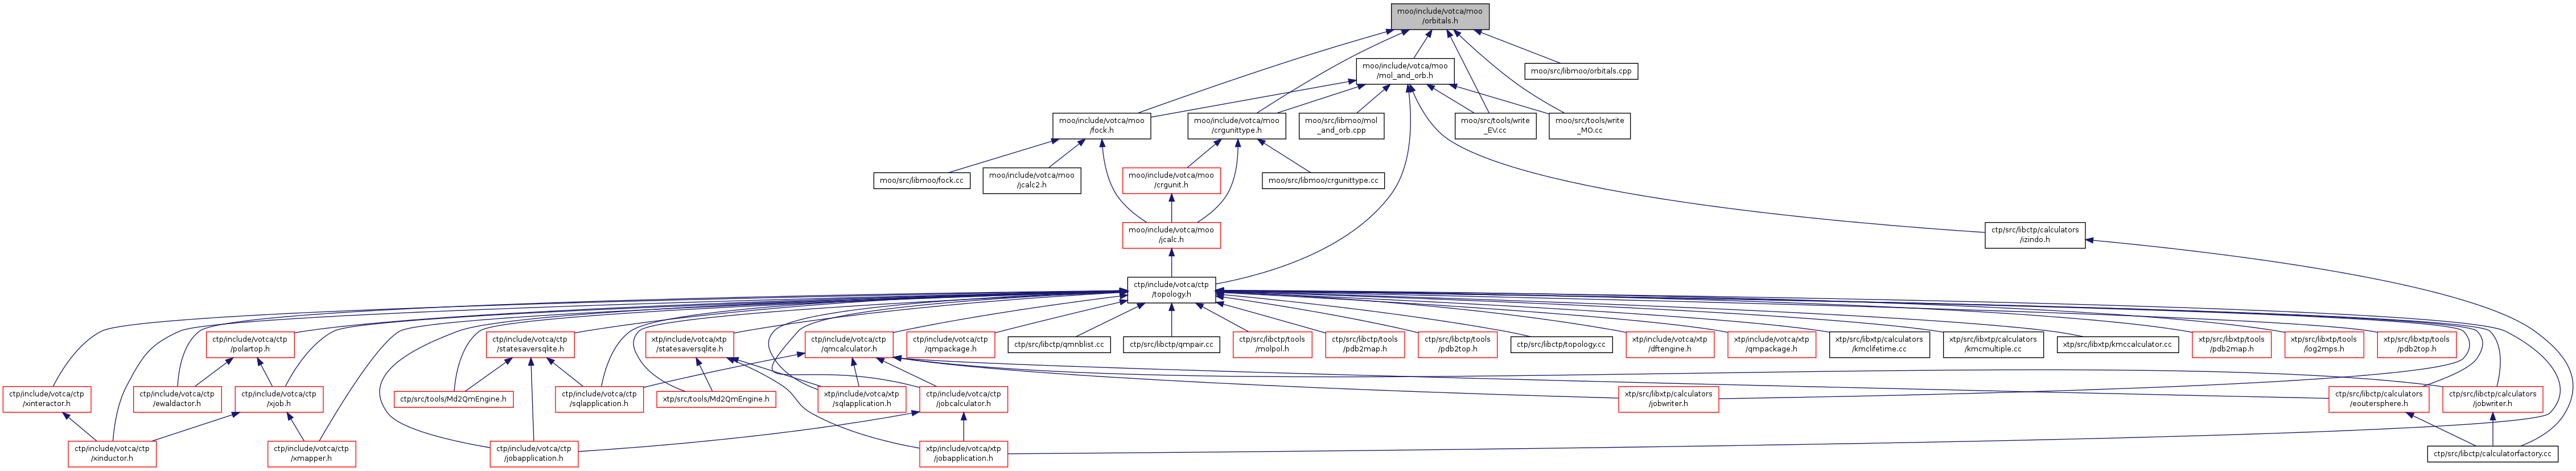 moo/include/votca/moo
/orbitals.h
moo/include/votca/moo
/mol_and_orb.h
moo/src/libmoo/orbitals.cpp
moo/include/votca/moo
/fock.h
moo/include/votca/moo
/crgunittype.h
moo/src/libmoo/mol
_and_orb.cpp
moo/src/tools/write
_EV.cc
moo/src/tools/write
_MO.cc
moo/src/libmoo/fock.cc
moo/include/votca/moo
/jcalc2.h
moo/include/votca/moo
/crgunit.h
moo/src/libmoo/crgunittype.cc
moo/include/votca/moo
/jcalc.h
ctp/src/libctp/calculators
/izindo.h
ctp/include/votca/ctp
/topology.h
ctp/include/votca/ctp
/polartop.h
ctp/include/votca/ctp
/statesaversqlite.h
xtp/include/votca/xtp
/statesaversqlite.h
ctp/include/votca/ctp
/qmcalculator.h
ctp/include/votca/ctp
/qmpackage.h
ctp/src/libctp/qmnblist.cc
ctp/src/libctp/qmpair.cc
ctp/src/libctp/tools
/molpol.h
ctp/src/libctp/tools
/pdb2map.h
ctp/src/libctp/tools
/pdb2top.h
ctp/src/libctp/topology.cc
xtp/include/votca/xtp
/dftengine.h
xtp/include/votca/xtp
/qmpackage.h
xtp/src/libxtp/calculators
/kmclifetime.cc
xtp/src/libxtp/calculators
/kmcmultiple.cc
xtp/src/libxtp/kmccalculator.cc
xtp/src/libxtp/tools
/pdb2map.h
xtp/src/libxtp/tools
/log2mps.h
xtp/src/libxtp/tools
/pdb2top.h
ctp/include/votca/ctp
/xinteractor.h
ctp/include/votca/ctp
/ewaldactor.h
ctp/include/votca/ctp
/xjob.h
ctp/src/tools/Md2QmEngine.h
ctp/include/votca/ctp
/sqlapplication.h
xtp/src/tools/Md2QmEngine.h
xtp/include/votca/xtp
/sqlapplication.h
ctp/include/votca/ctp
/jobcalculator.h
xtp/src/libxtp/calculators
/jobwriter.h
ctp/src/libctp/calculators
/eoutersphere.h
ctp/src/libctp/calculators
/jobwriter.h
ctp/include/votca/ctp
/xinductor.h
ctp/include/votca/ctp
/xmapper.h
ctp/include/votca/ctp
/jobapplication.h
xtp/include/votca/xtp
/jobapplication.h
ctp/src/libctp/calculatorfactory.cc